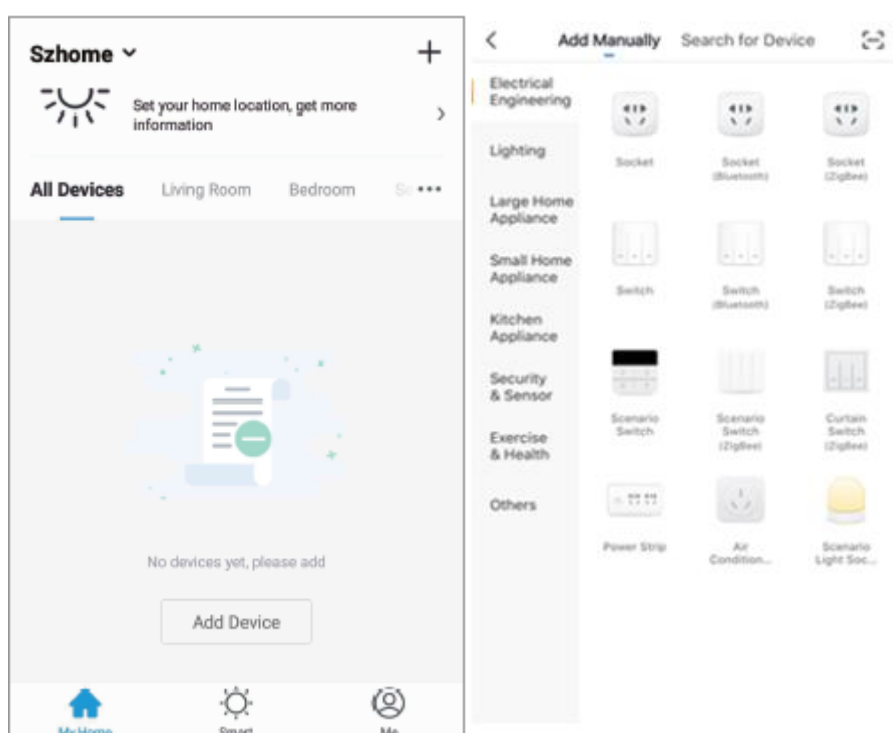 Szhome
Set your home location, get more
information
All Devices
Living Room
Bedroom
No devices yet, please add
Add Device
My Home
Smart
Me
Add Manually
Search for Device
Electrical
Engineering
Lighting
Large Home
Appliance
Small Home
Appliance
Kitchen
Appliance
Security
& Sensor
Exercise
& Health
Others
Socket
Socket
(Bluetooth)
Socket
(ZigBee)
Switch
Switch
(Bluetooth)
Switch
(ZigBee)
Scenario
Switch
Scenario
Switch
(ZigBee)
Curtain
Switch
(ZigBee)
Power Strip
Air
Condition...
Scenario
Light Soc...